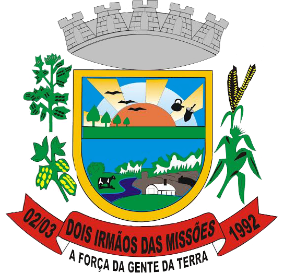 02/03
DOIS IRMÃOS DAS MISSÕES
1992
A FORÇA DA GENTE DA TERRA